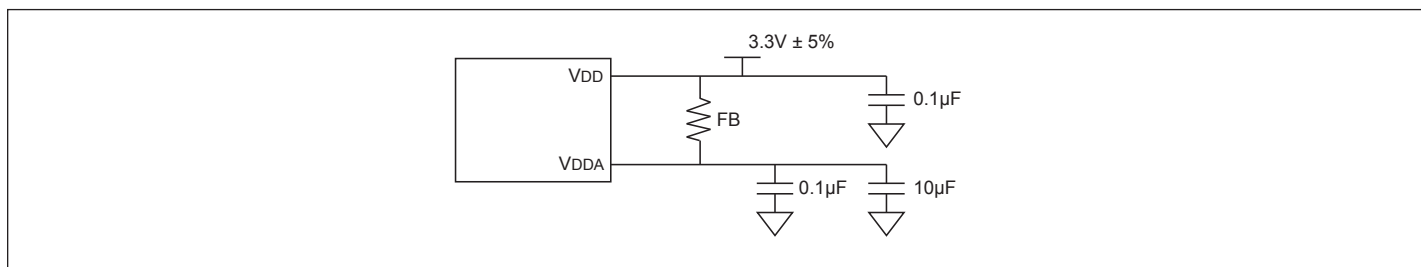 3.3V ± 5%
VDD
0.1µF
FB
VDDA
0.1µF
10µF